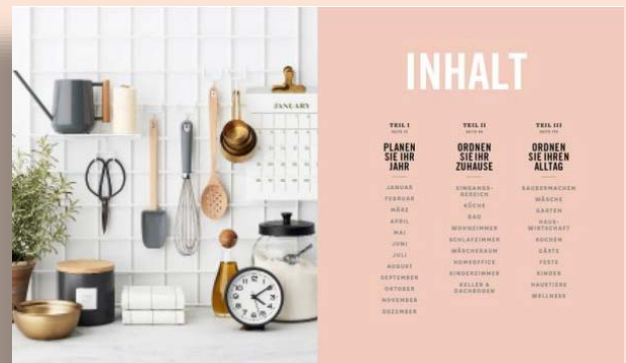 JANUARY
INHALT
TEIL I
PLANEN
SIE IHR
JAHR
JANUAR
FEBRUAR
MÄRZ
APRIL
MAI
JUNI
JULI
AUGUST
SEPTEMBER
OKTOBER
NOVEMBER
DEZEMBER
TEIL II
ORDNEN
SIE IHR
ZUHAUSE
EINGANGS-
BEREICH
KÜCHE
BAD
WOHNZIMMER
SCHLAFZIMMER
WÄSCHERAUM
HOMEOFFICE
KINDERZIMMER
KELLER &
DACHBODEN
TEIL III
ORDNEN
SIE IHREN
ALLTAG
SAUBERMACHEN
WÄSCHE
GARTEN
HAUS-
WIRTSCHAFT
KOCHEN
GÄSTE
FESTE
KINDER
HAUSTIERE
WELLNESS